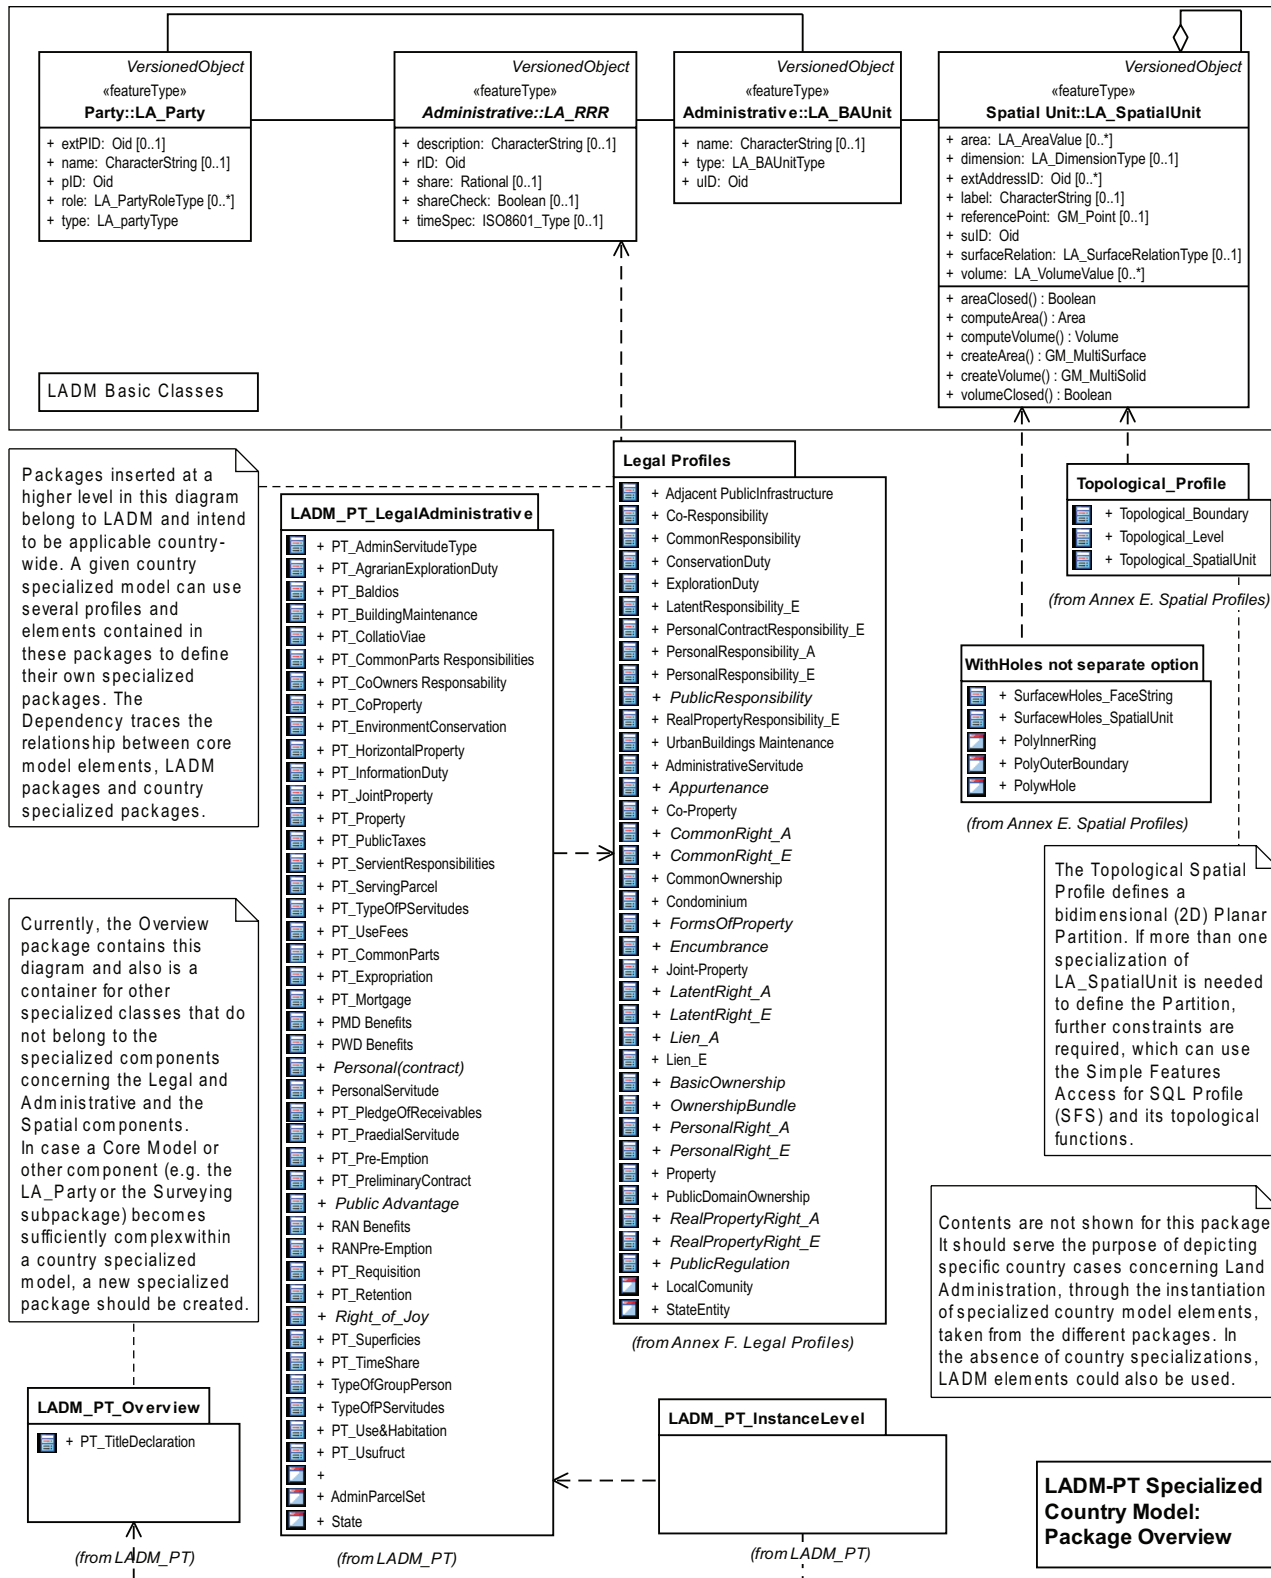 VersionedObject
«featureType»
Party::LA_Party
+ extPID: Oid [0..1]
+ name: CharacterString [0..1]
+ pID: Oid
+ role: LA_PartyRoleType [0..*]
+ type: LA_partyType
VersionedObject
«featureType»
Administrative::LA_RRR
+ description: CharacterString [0..1]
+ rID: Oid
+ share: Rational [0..1]
+ shareCheck: Boolean [0..1]
+ timeSpec: ISO8601_Type [0..1]
VersionedObject
«featureType»
Administrative::LA_BAUnit
+ name: CharacterString [0..1]
+ type: LA_BAUnitType
+ uID: Oid
VersionedObject
«featureType»
Spatial Unit::LA_SpatialUnit
+ area: LA_AreaValue [0..*]
+ dimension: LA_DimensionType [0..1]
+ extAddressID: Oid [0..*]
+ label: CharacterString [0..1]
+ referencePoint: GM_Point [0..1]
+ suID: Oid
+ surfaceRelation: LA_SurfaceRelationType [0..1]
+ volume: LA_VolumeValue [0..*]
+ areaClosed() : Boolean
+ computeArea() : Area
+ computeVolume() : Volume
+ createArea() : GM_MultiSurface
+ createVolume() : GM_MultiSolid
+ volumeClosed() : Boolean
LADM Basic Classes
Packages inserted at a
higher level in this diagram
belong to LADM and intend
to be applicable country-
wide. A given country
specialized model can use
several profiles and
elements contained in
these packages to define
their own specialized
packages. The
Dependency traces the
relationship between core
model elements, LADM
packages and country
specialized packages.
LADM_PT_LegalAdministrative
+ PT_AdminServitudeType
+ PT_AgrarianExplorationDuty
+ PT_Baldios
+ PT_BuildingMaintenance
+ PT_CollatioViae
+ PT_CommonParts Responsibilities
+ PT_CoOwners Responsability
+ PT_CoProperty
+ PT_EnvironmentConservation
+ PT_HorizontalProperty
+ PT_InformationDuty
+ PT_JointProperty
+ PT_Property
+ PT_PublicTaxes
+ PT_ServientResponsibilities
+ PT_ServingParcel
+ PT_TypeOfPServitudes
+ PT_UseFees
+ PT_CommonParts
+ PT_Expropriation
+ PT_Mortgage
+ PMD Benefits
+ PWD Benefits
+ Personal(contract)
+ PersonalServitude
+ PT_PledgeOfReceivables
+ PT_PraedialServitude
+ PT_Pre-Emption
+ PT_PreliminaryContract
+ Public Advantage
+ RAN Benefits
+ RANPre-Emption
+ PT_Requisition
+ PT_Retention
+ Right_of_Joy
+ PT_Superficies
+ PT_TimeShare
+ TypeOfGroupPerson
+ TypeOfPServitudes
+ PT_Use&Habitation
+ PT_Usufruct
+
+ AdminParcelSet
+ State
(from LADM_PT)
Legal Profiles
+ Adjacent PublicInfrastructure
+ Co-Responsibility
+ CommonResponsibility
+ ConservationDuty
+ ExplorationDuty
+ LatentResponsibility_E
+ PersonalContractResponsibility_E
+ PersonalResponsibility_A
+ PersonalResponsibility_E
+ PublicResponsibility
+ RealPropertyResponsibility_E
+ UrbanBuildings Maintenance
+ AdministrativeServitude
+ Appurtenance
+ Co-Property
+ CommonRight_A
+ CommonRight_E
+ CommonOwnership
+ Condominium
+ FormsOfProperty
+ Encumbrance
+ Joint-Property
+ LatentRight_A
+ LatentRight_E
+ Lien_A
+ Lien_E
+ BasicOwnership
+ OwnershipBundle
+ PersonalRight_A
+ PersonalRight_E
+ Property
+ PublicDomainOwnership
+ RealPropertyRight_A
+ RealPropertyRight_E
+ PublicRegulation
+ LocalComunity
+ StateEntity
(from Annex F. Legal Profiles)
Topological_Profile
+ Topological_Boundary
+ Topological_Level
+ Topological_SpatialUnit
(from Annex E. Spatial Profiles)
WithHoles not separate option
+ SurfacewHoles_FaceString
+ SurfacewHoles_SpatialUnit
+ PolyInnerRing
+ PolyOuterBoundary
+ PolywHole
(from Annex E. Spatial Profiles)
The Topological Spatial
Profile defines a
bidimensional (2D) Planar
Partition. If more than one
specialization of
LA_SpatialUnit is needed
to define the Partition,
further constraints are
required, which can use
the Simple Features
Access for SQL Profile
(SFS) and its topological
functions.
Currently, the Overview
package contains this
diagram and also is a
container for other
specialized classes that do
not belong to the
specialized components
concerning the Legal and
Administrative and the
Spatial components.
In case a Core Model or
other component (e.g. the
LA_Party or the Surveying
subpackage) becomes
sufficiently complex within
a country specialized
model, a new specialized
package should be created.
Contents are not shown for this package
It should serve the purpose of depicting
specific country cases concerning Land
Administration, through the instantiation
of specialized country model elements,
taken from the different packages. In
the absence of country specializations,
LADM elements could also be used.
LADM_PT_Overview
+ PT_TitleDeclaration
(from LADM_PT)
LADM_PT_InstanceLevel
(from LADM_PT)
LADM-PT Specialized
Country Model:
Package Overview